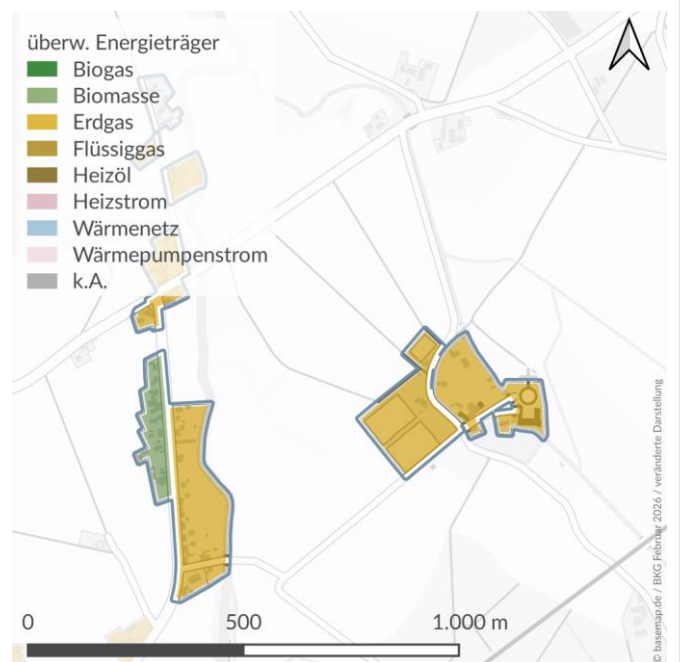 überw. Energieträger
Biogas
Biomasse
Erdgas
Flüssiggas
Heizöl
Heizstrom
Wärmenetz
Wärmepumpenstrom
k.A.
0 500 1.000 m
© basemap.de / BKG Februar 2026 / veränderte Darstellung